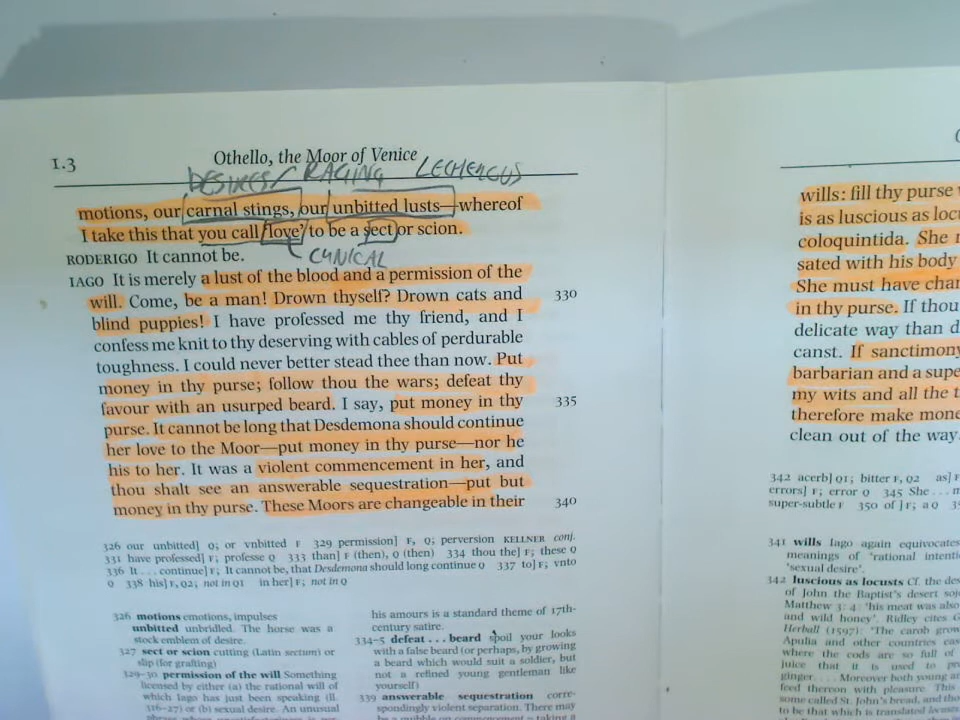 1.3
Othello, the Moor of Venice
DESIRES/ RAGING LECHEROUS
motions, our carnal stings, our unbitted lusts—whereof
I take this that you call 'love' to be a sect or scion.
RODERIGO It cannot be.
CYNICAL
IAGO It is merely a lust of the blood and a permission of the
will. Come, be a man! Drown thyself? Drown cats and
330
blind puppies! I have professed me thy friend, and I
confess me knit to thy deserving with cables of perdurable
toughness. I could never better stead thee than now. Put
money in thy purse; follow thou the wars; defeat thy
favour with an usurped beard. I say, put money in thy
335
purse. It cannot be long that Desdemona should continue
her love to the Moor—put money in thy purse—nor he
his to her. It was a violent commencement in her, and
thou shalt see an answerable sequestration—put but
money in thy purse. These Moors are changeable in their
340
326 our unbitted] Q; or vnbitted F 329 permission] F, Q; perversion KELLNER conj.
331 have professed] F; professe Q 333 than] F (then), Q (then) 334 thou the] F; these Q
336 It . . . continue] F; It cannot be, that Desdemona should long continue Q 337 to] F; vnto
Q 338 his] F, Q2; not in Q1 in her] F; not in Q
326 motions emotions, impulses
unbitted unbridled. The horse was a
stock emblem of desire.
327 sect or scion cutting (Latin sectum) or
slip (for grafting)
329–30 permission of the will Something
licensed by either (a) the rational will of
which Iago has just been speaking (ll.
316–27) or (b) sexual desire. An unusual
his amours is a standard theme of 17th-
century satire.
334–5 defeat . . . beard spoil your looks
with a false beard (or perhaps, by growing
a beard which would suit a soldier, but
not a refined young gentleman like
yourself)
339 answerable sequestration corre-
spondingly violent separation. There may
wills: fill thy purse
is as luscious as
coloquintida. She
sated with his body
She must have
in thy purse. If thou
delicate way than
canst. If sanctimony
barbarian and a
my wits and all the
therefore make
clean out of the way.
342 acerb] Q1; bitter F, Q2 as]
errors] F; error Q 345 She . . .
super-subtle F 350 of] F; a Q
341 wills Iago again equivocates
meanings of 'rational
'sexual desire'.
342 luscious as locusts Cf. the
of John the Baptist's desert
Matthew 3: 4: 'his meat was also
and wild honey'. Ridley cites
Herball (1597): 'The carob
Apulia and other countries
where the cods are so full of
juice that it is used to
ginger. . . . Moreover both young
feed thereon with pleasure. This
some called St. John's bread, and
to be that which is translated